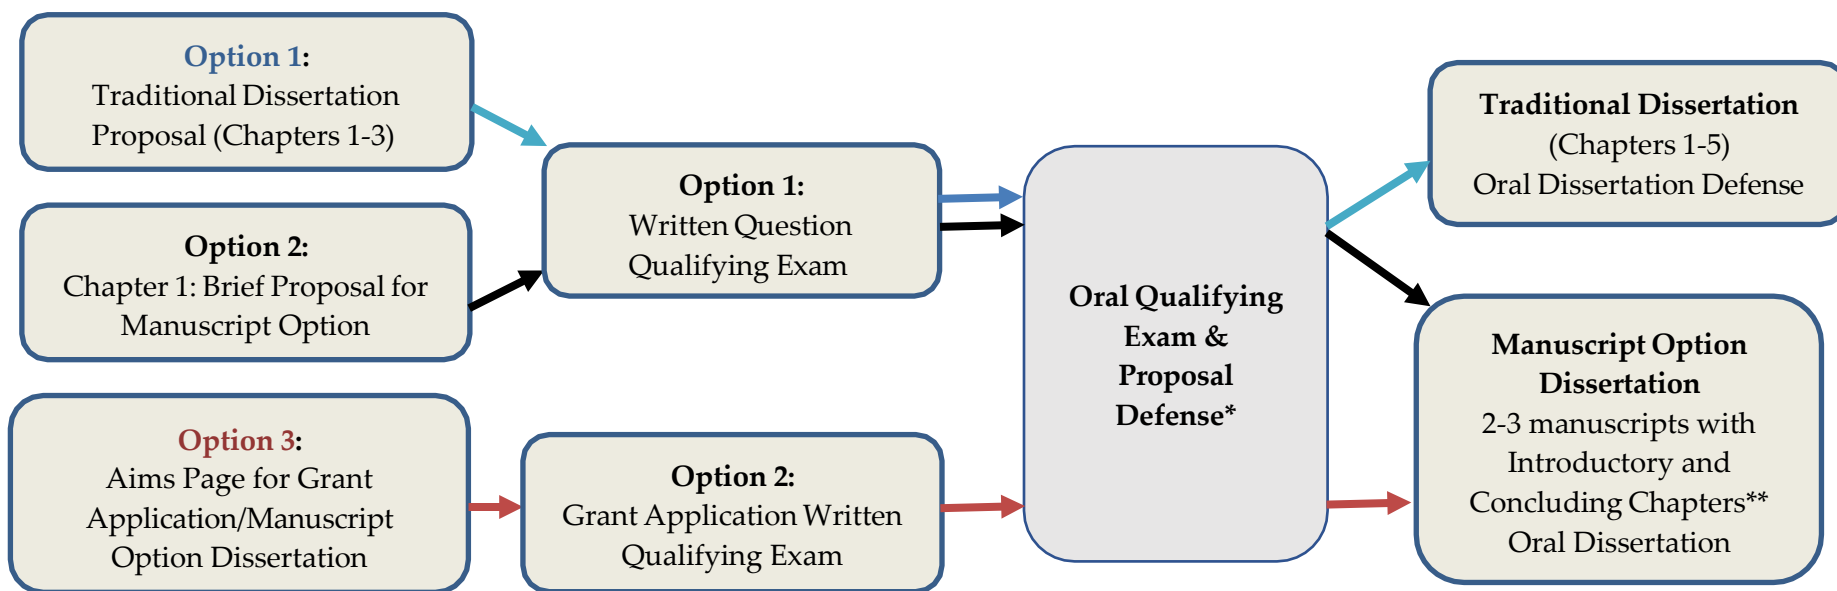 Option 1:
Traditional Dissertation
Proposal (Chapters 1-3)
Option 2:
Chapter 1: Brief Proposal for
Manuscript Option
Option 3:
Aims Page for Grant
Application/Manuscript
Option Dissertation
Option 1:
Written Question
Qualifying Exam
Option 2:
Grant Application Written
Qualifying Exam
Oral Qualifying
Exam &
Proposal
Defense*
Traditional Dissertation
(Chapters 1-5)
Oral Dissertation Defense
Manuscript Option
Dissertation
2-3 manuscripts with
Introductory and
Concluding Chapters**
Oral Dissertation